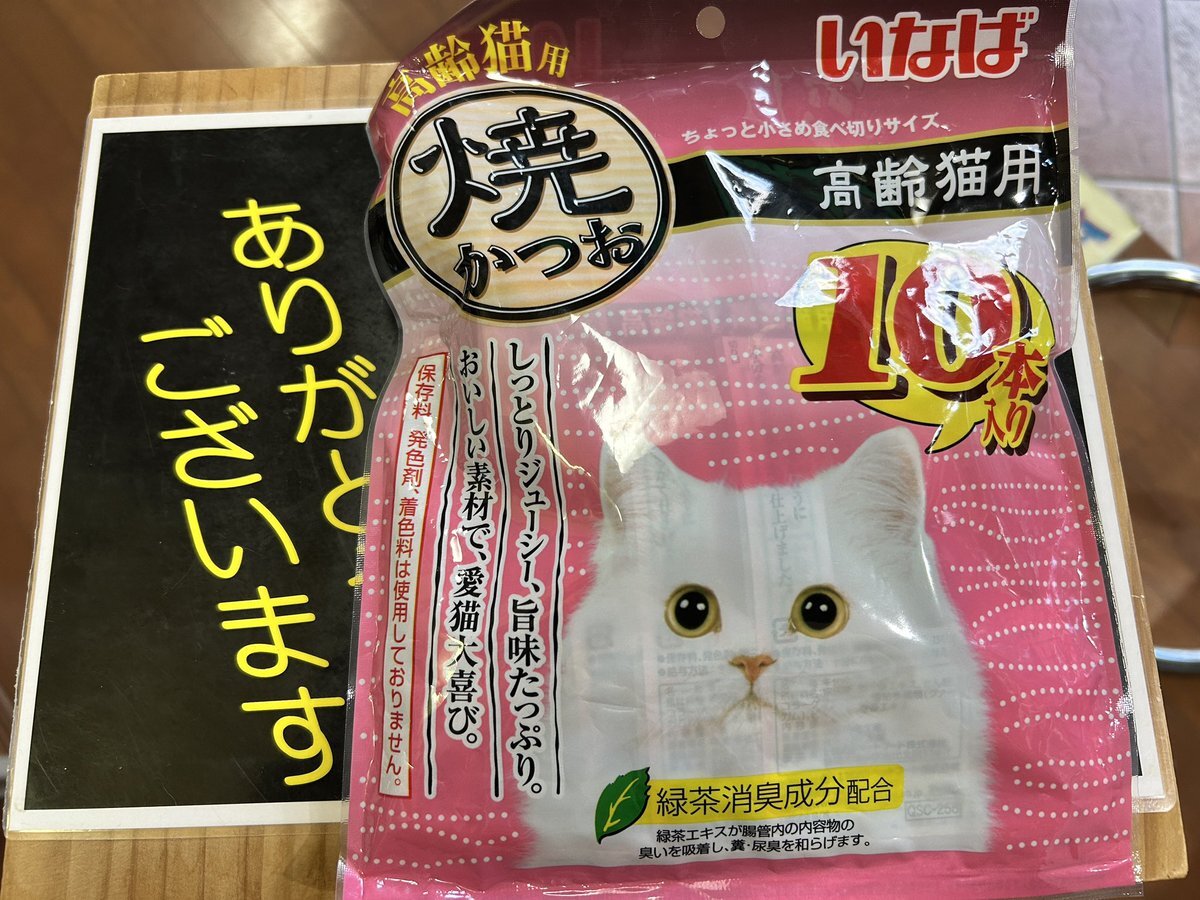 高齢猫用
いなば
焼
かつお
ちょっと小さめ食べ切りサイズ
高齢猫用
10本入り
しっとりジューシー、旨味たっぷり。
おいしい素材で、愛猫大喜び。
保存料、発色剤、着色料は使用しておりません。
緑茶消臭成分配合
緑茶エキスが腸管内の内容物の
臭いを吸着し、糞・尿臭を和らげます。
QSC-258
ありがと
ございます